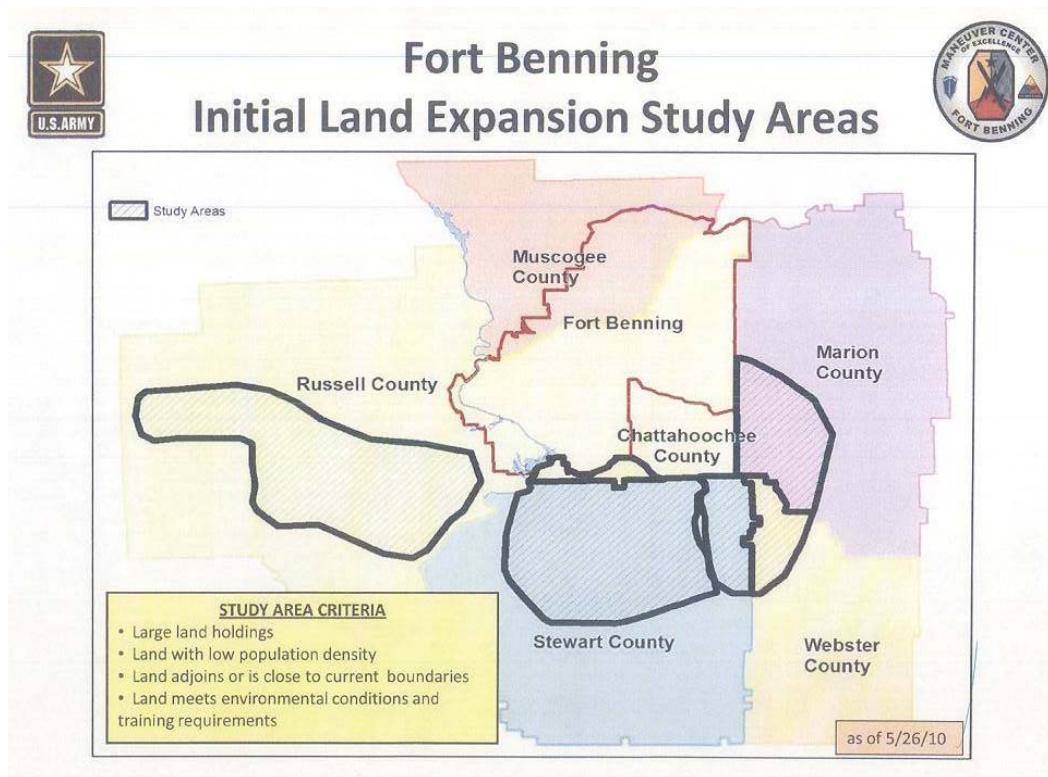 Fort Benning
Initial Land Expansion Study Areas
U.S.ARMY
MANEUVER CENTER
OF EXCELLENCE
FORT BENNING
Study Areas
Muscogee
County
Fort Benning
Marion
County
Russell County
Chattahoochee
County
STUDY AREA CRITERIA
• Large land holdings
• Land with low population density
• Land adjoins or is close to current boundaries
• Land meets environmental conditions and
training requirements
Stewart County
Webster
County
as of 5/26/10